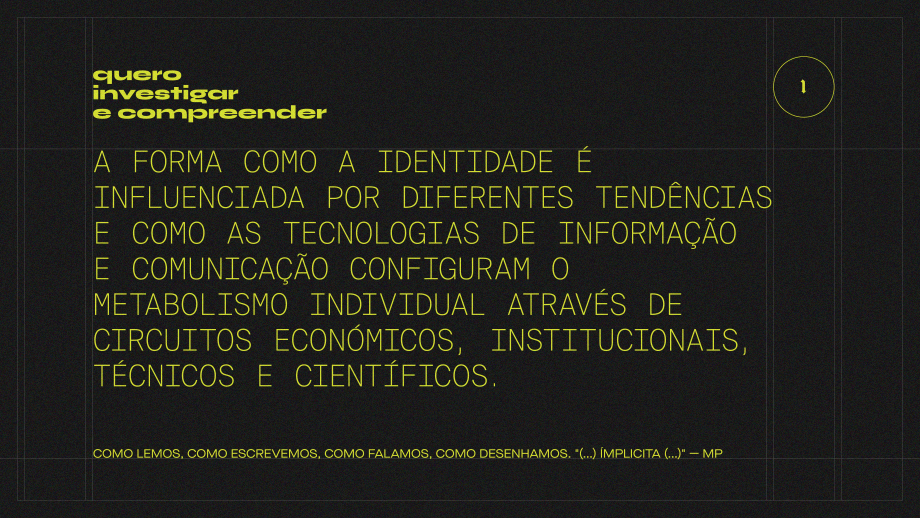 quero
investigar
e compreender
1
A FORMA COMO A IDENTIDADE É
INFLUENCIADA POR DIFERENTES TENDÊNCIAS
E COMO AS TECNOLOGIAS DE INFORMAÇÃO
E COMUNICAÇÃO CONFIGURAM O
METABOLISMO INDIVIDUAL ATRAVÉS DE
CIRCUITOS ECONÓMICOS, INSTITUCIONAIS,
TÉCNICOS E CIENTÍFICOS.
COMO LEMOS, COMO ESCREVEMOS, COMO FALAMOS, COMO DESENHAMOS. "(...) ÍMPLICITA (...)" — MP